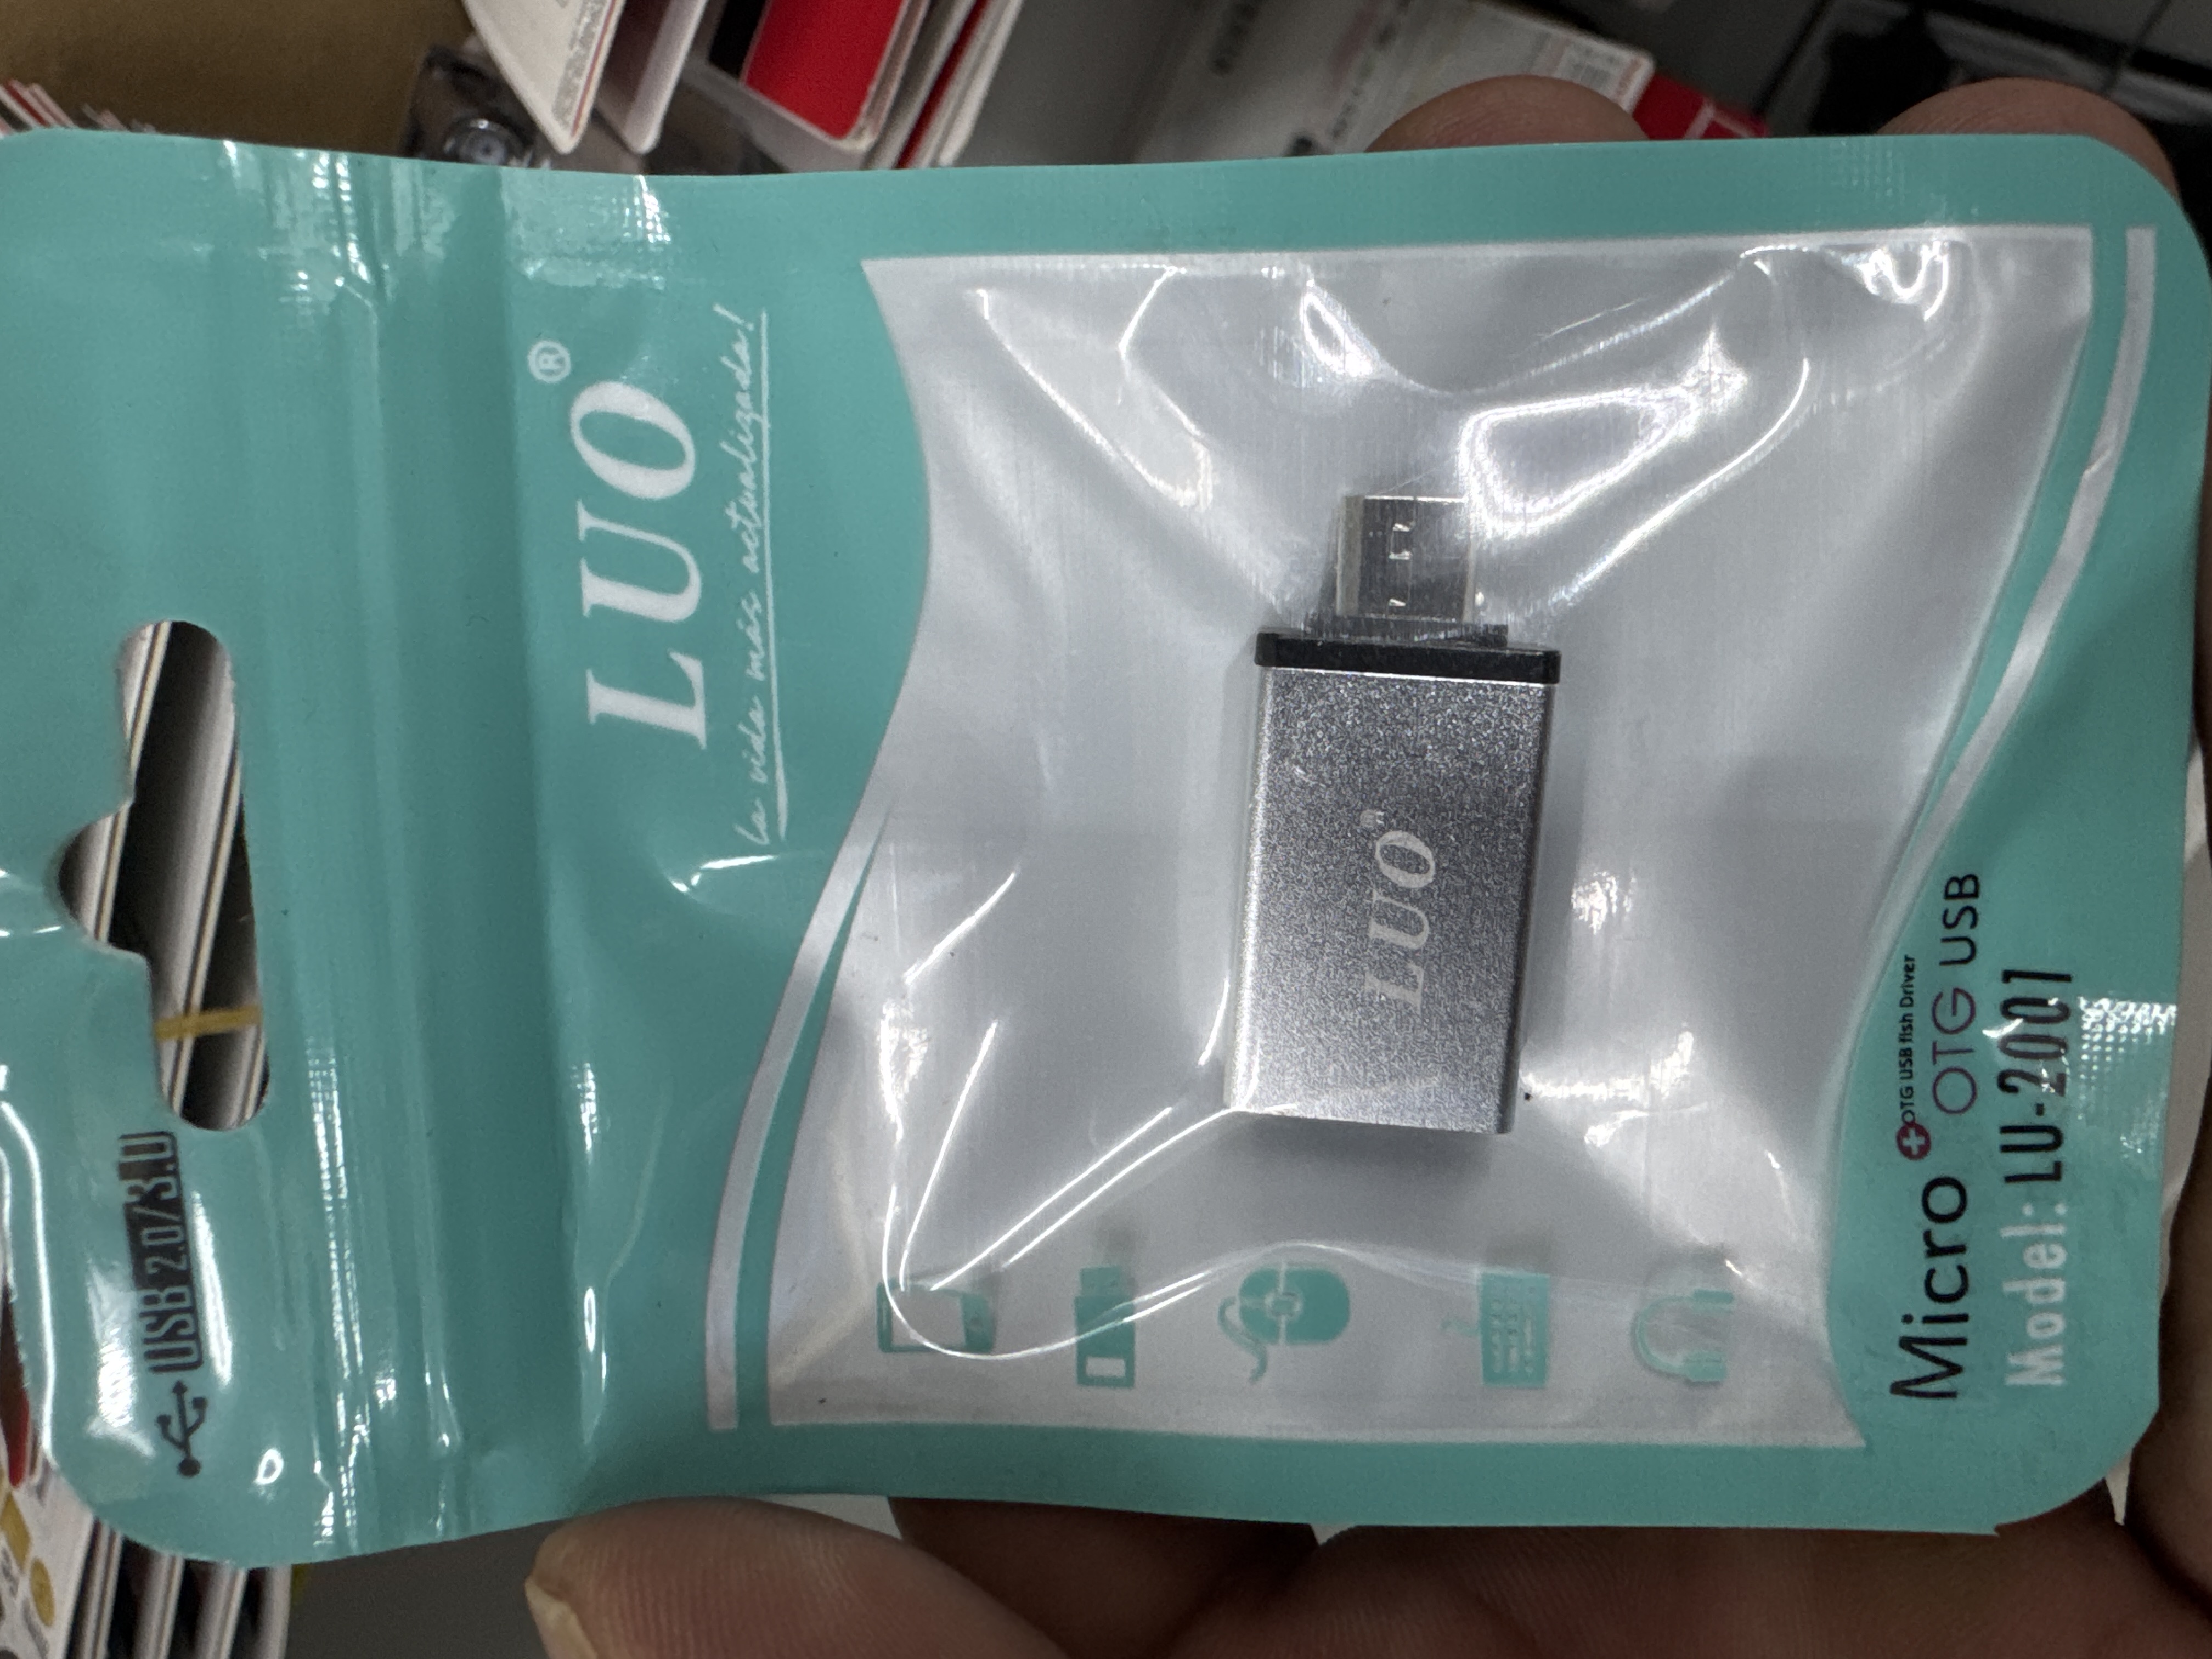 USB 2.0/3.0
LUO®
La vida más actualizada!
LUO
OTG USB flsh Driver
Micro OTG USB
Model: LU-2001